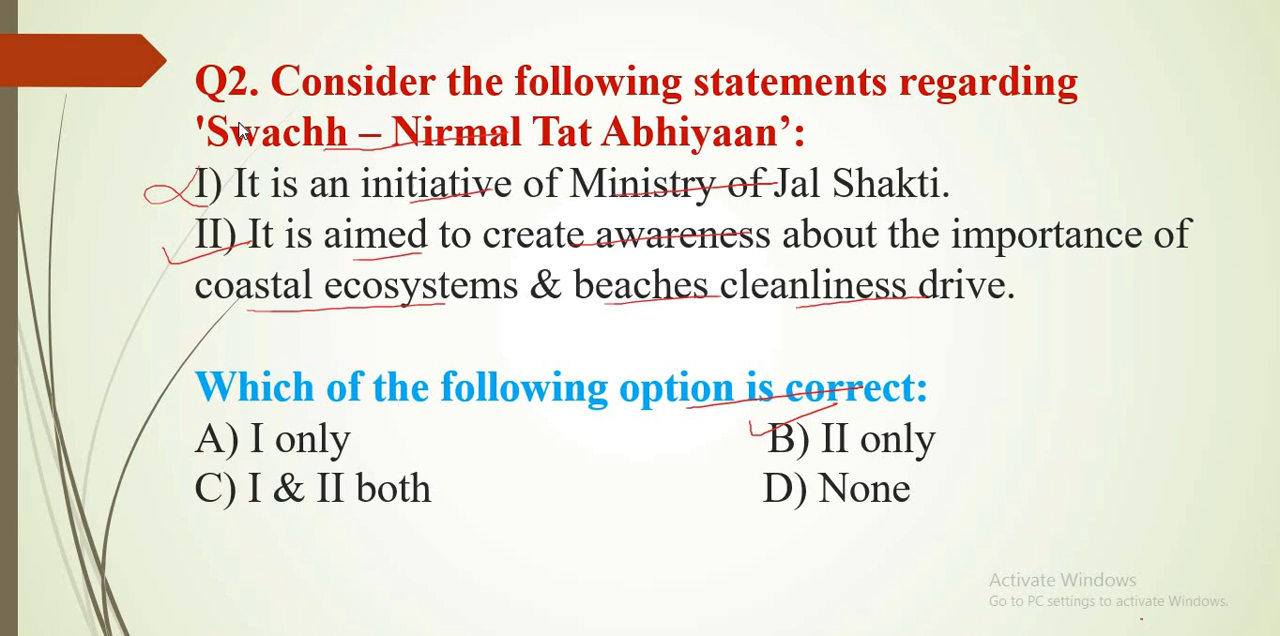 Q2. Consider the following statements regarding
'Swachh – Nirmal Tat Abhiyaan’:
I) It is an initiative of Ministry of Jal Shakti.
II) It is aimed to create awareness about the importance of
coastal ecosystems & beaches cleanliness drive.
Which of the following option is correct:
A) I only B) II only
C) I & II both D) None
Activate Windows
Go to PC settings to activate Windows.